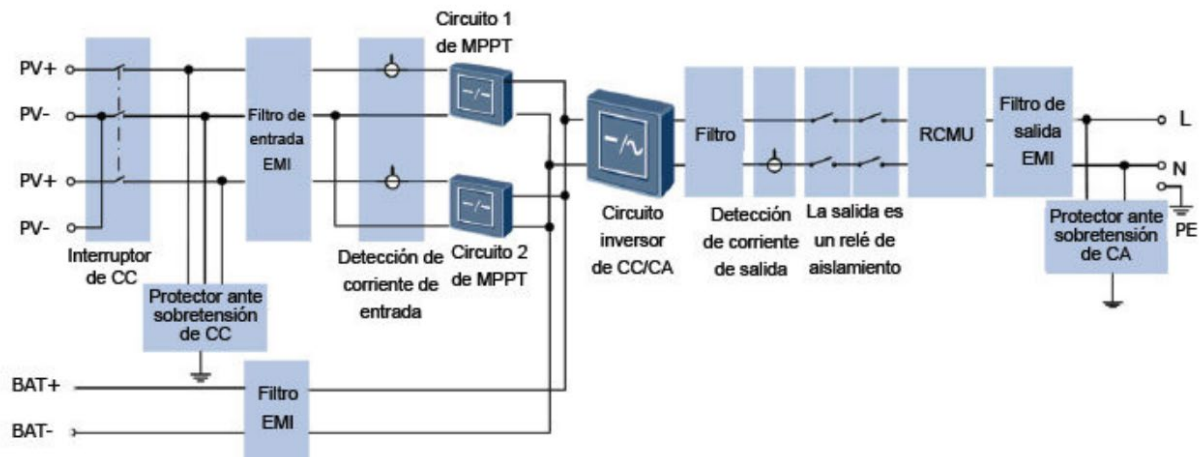 Circuito 1
de MPPT
PV+
PV-
PV+
PV-
Interruptor
de CC
Protector ante
sobretensión
de CC
Filtro de
entrada
EMI
Detección de
corriente de
entrada
Circuito 2
de MPPT
Circuito
inversor
de CC/CA
Filtro
Detección
de corriente
de salida
La salida es
un relé de
aislamiento
RCMU
Filtro de
salida
EMI
L
N
PE
Protector ante
sobretensión
de CA
BAT+
BAT-
Filtro
EMI